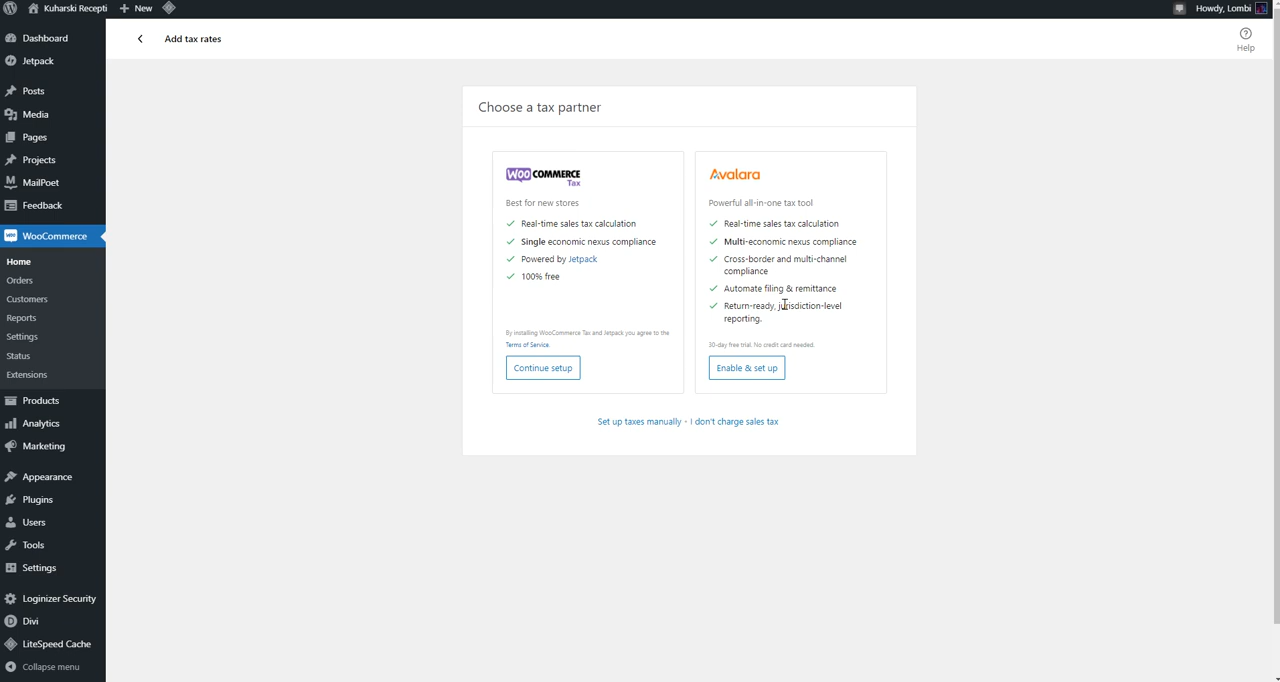 Kuharski Recepti
New
Howdy, Lombi
Dashboard
Jetpack
Posts
Media
Pages
Projects
MailPoet
Feedback
WooCommerce
Home
Orders
Customers
Reports
Settings
Status
Extensions
Products
Analytics
Marketing
Appearance
Plugins
Users
Tools
Settings
Loginizer Security
Divi
LiteSpeed Cache
Collapse menu
Add tax rates
Help
Choose a tax partner
WOO COMMERCE
Tax
Best for new stores
Real-time sales tax calculation
Single economic nexus compliance
Powered by Jetpack
100% free
By installing WooCommerce Tax and Jetpack you agree to the
Terms of Service.
Continue setup
Avalara
Powerful all-in-one tax tool
Real-time sales tax calculation
Multi-economic nexus compliance
Cross-border and multi-channel
compliance
Automate filing & remittance
Return-ready, jurisdiction-level
reporting.
30-day free trial. No credit card needed.
Enable & set up
Set up taxes manually - I don't charge sales tax